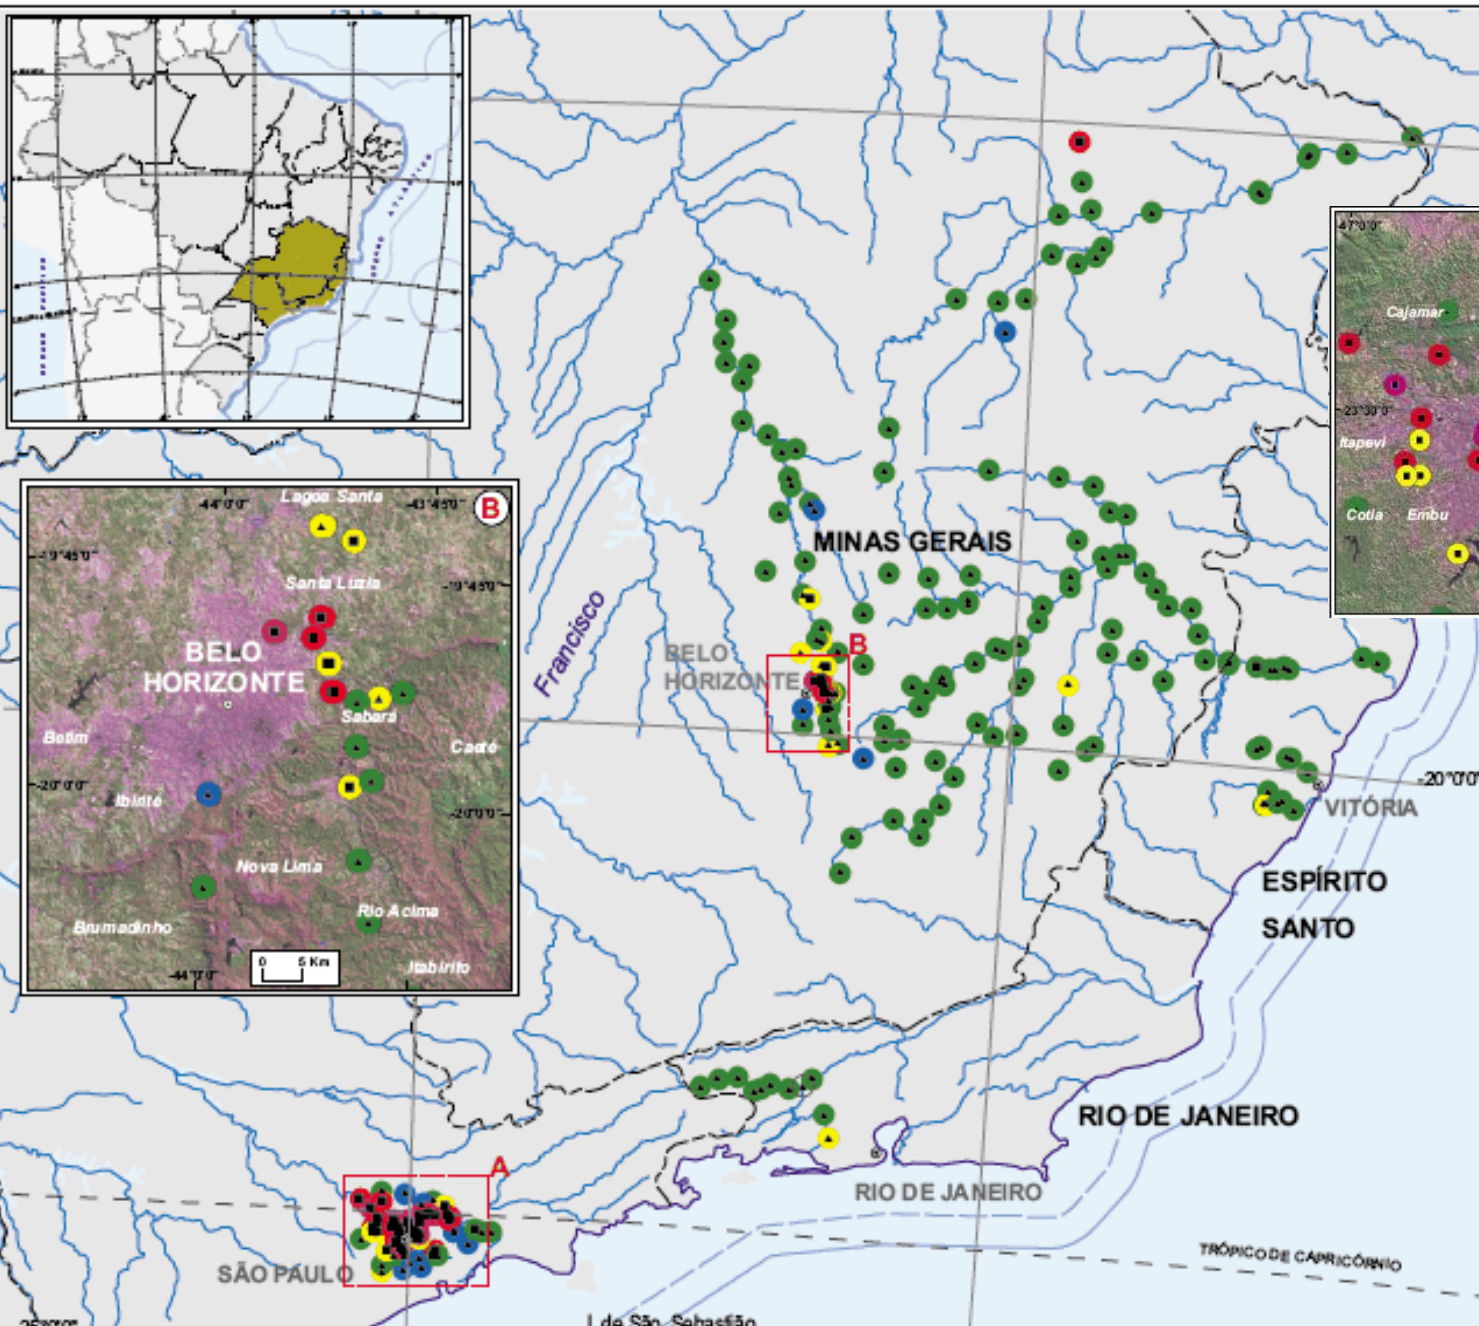 47°0'0"
Cajamar
-23°30'0"
Itapevi
Cotia
Embu
-44°0'0"
Lagoa Santa
-43°45'0"
B
-19°45'0"
Santa Luzia
-19°45'0"
BELO
HORIZONTE
Sabará
Betim
Caeté
-20°0'0"
Ibirité
-20°0'0"
Nova Lima
Rio Acima
Brumadinho
0 5 Km
-44°0'0"
Itabirito
MINAS GERAIS
Francisco
BELO
HORIZONTE
B
-20°0'0"
VITÓRIA
ESPÍRITO
SANTO
RIO DE JANEIRO
A
RIO DE JANEIRO
SÃO PAULO
TRÓPICO DE CAPRICÓRNIO
I. de São Sebastião